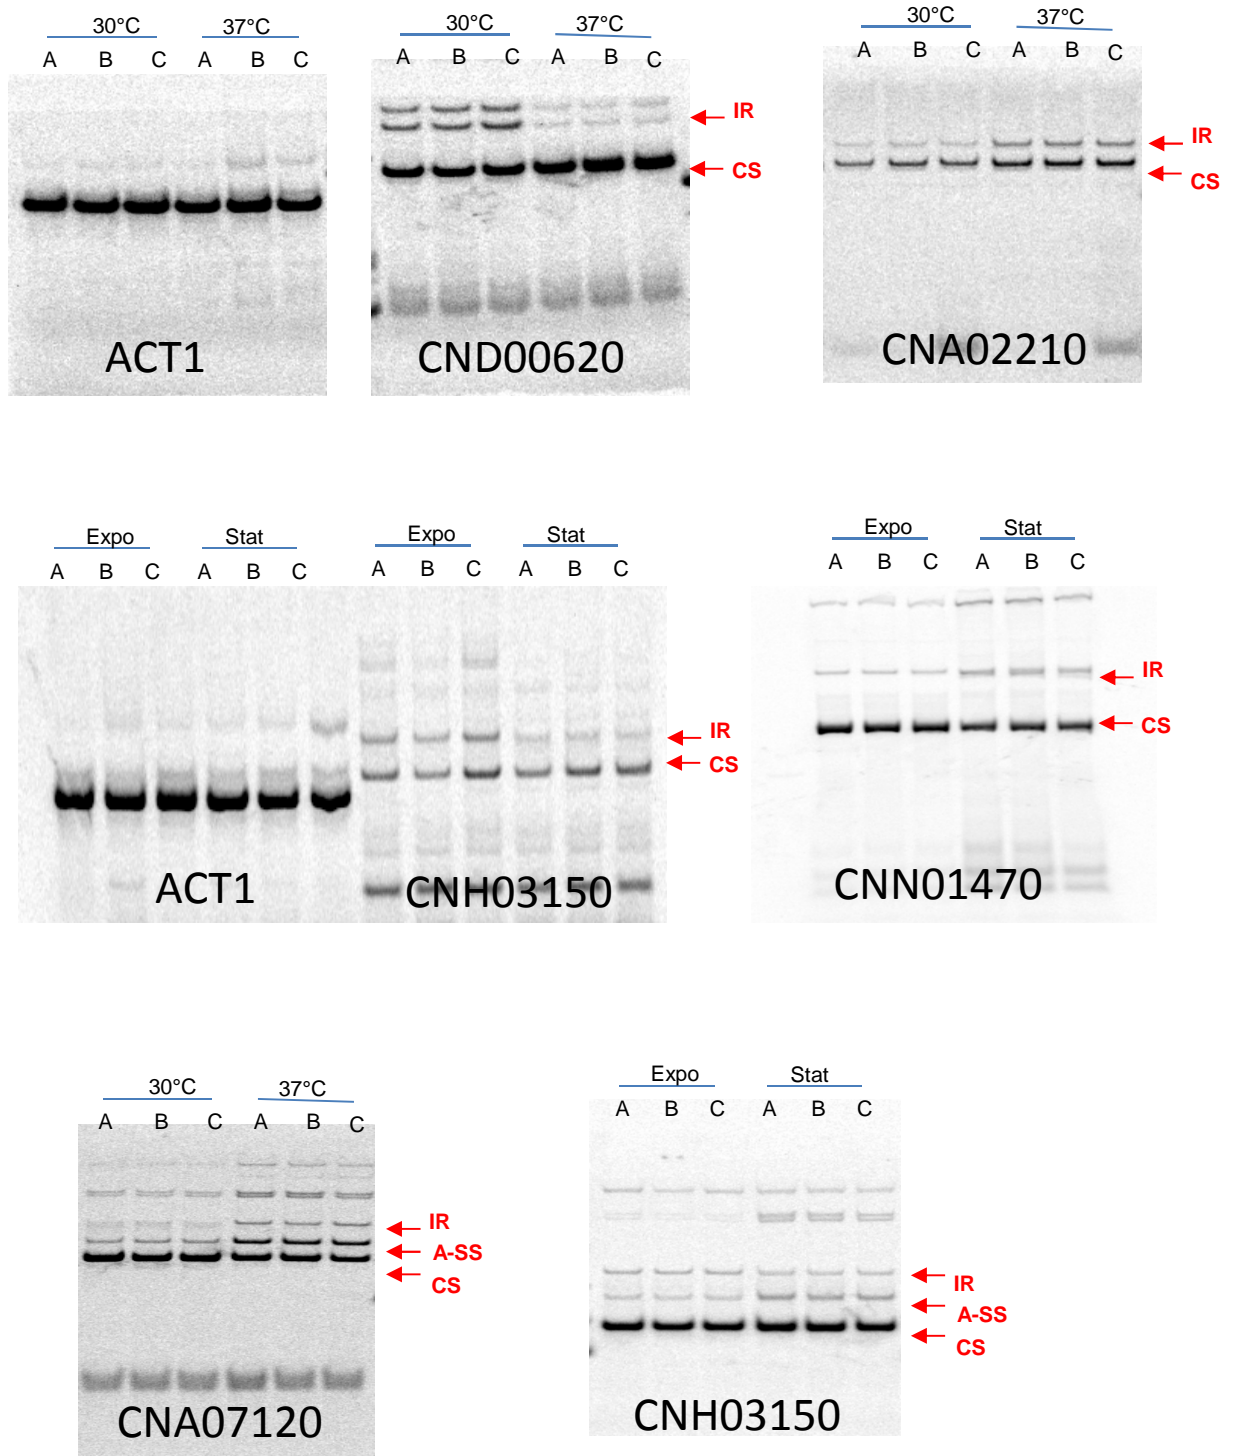 30°C 37°C
A B C A B C
ACT1
30°C 37°C
A B C A B C
IR
CS
CND00620
30°C 37°C
A B C A B C
IR
CS
CNA02210
Expo Stat
A B C A B C
ACT1
Expo Stat
A B C A B C
IR
CS
CNH03150
Expo Stat
A B C A B C
IR
CS
CNN01470
30°C 37°C
A B C A B C
IR
A-SS
CS
CNA07120
Expo Stat
A B C A B C
IR
A-SS
CS
CNH03150